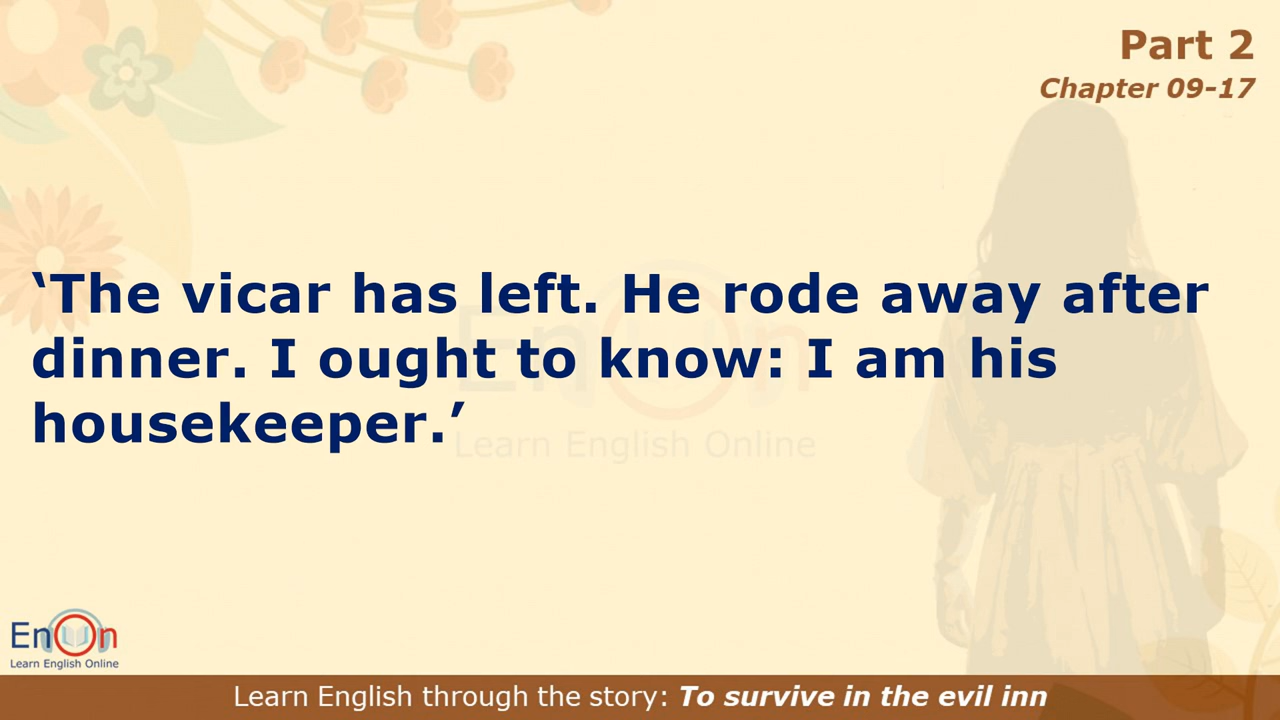 Part 2
Chapter 09-17
‘The vicar has left. He rode away after
dinner. I ought to know: I am his
housekeeper.’
EnOn
Learn English Online
EnOn
Learn English Online
Learn English through the story: To survive in the evil inn